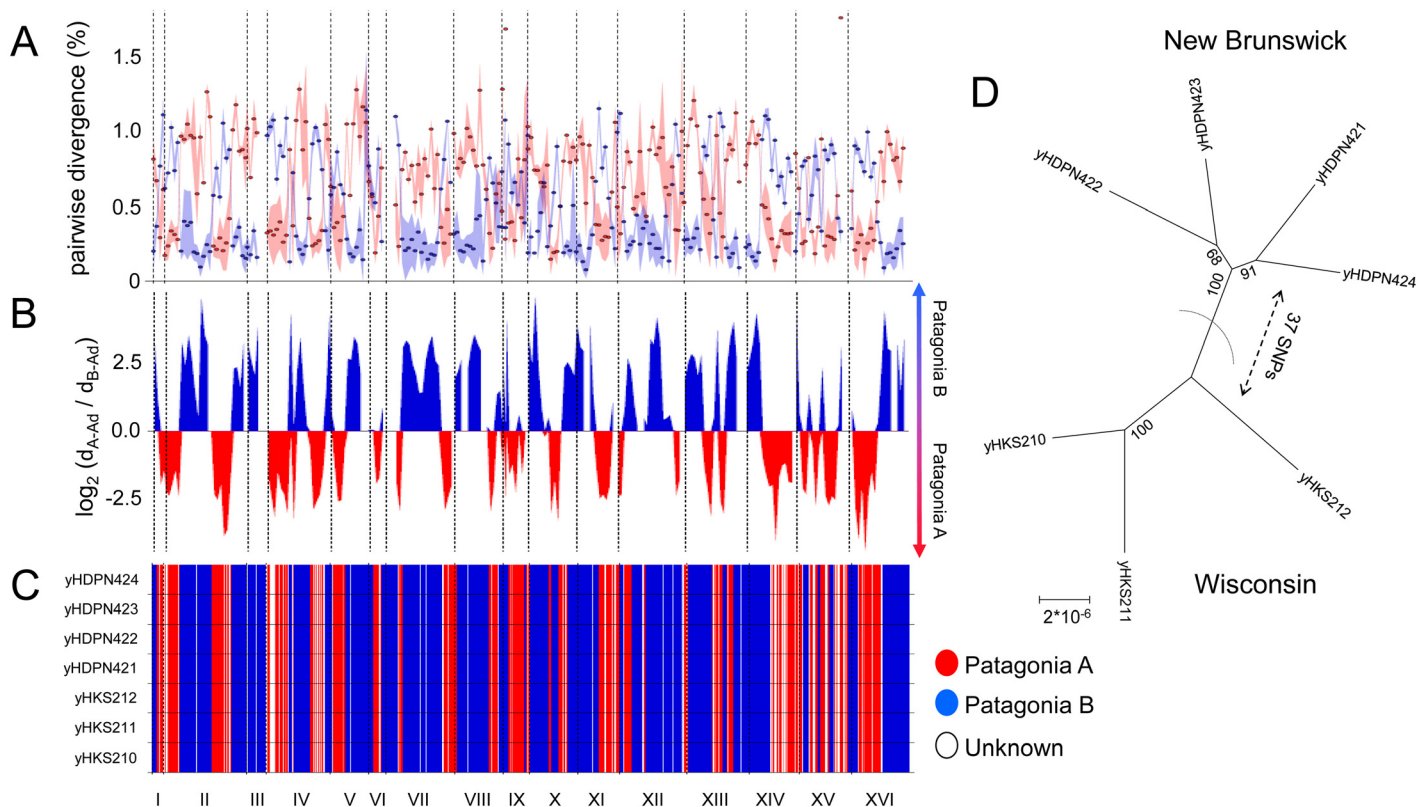 A
pairwise divergence (%)
1.5
1.0
0.5
0
B
log2 (dA-Ad / dB-Ad)
2.5
0.0
-2.5
Patagonia B
Patagonia A
C
yHDPN424
yHDPN423
yHDPN422
yHDPN421
yHKS212
yHKS211
yHKS210
I II III IV V VI VII VIII IX X XI XII XIII XIV XV XVI
D
New Brunswick
yHDPN423
yHDPN421
yHDPN422
yHDPN424
68
100
91
37 SNPs
yHKS210
100
yHKS212
yHKS211
Wisconsin
2*10-6
Patagonia A
Patagonia B
Unknown